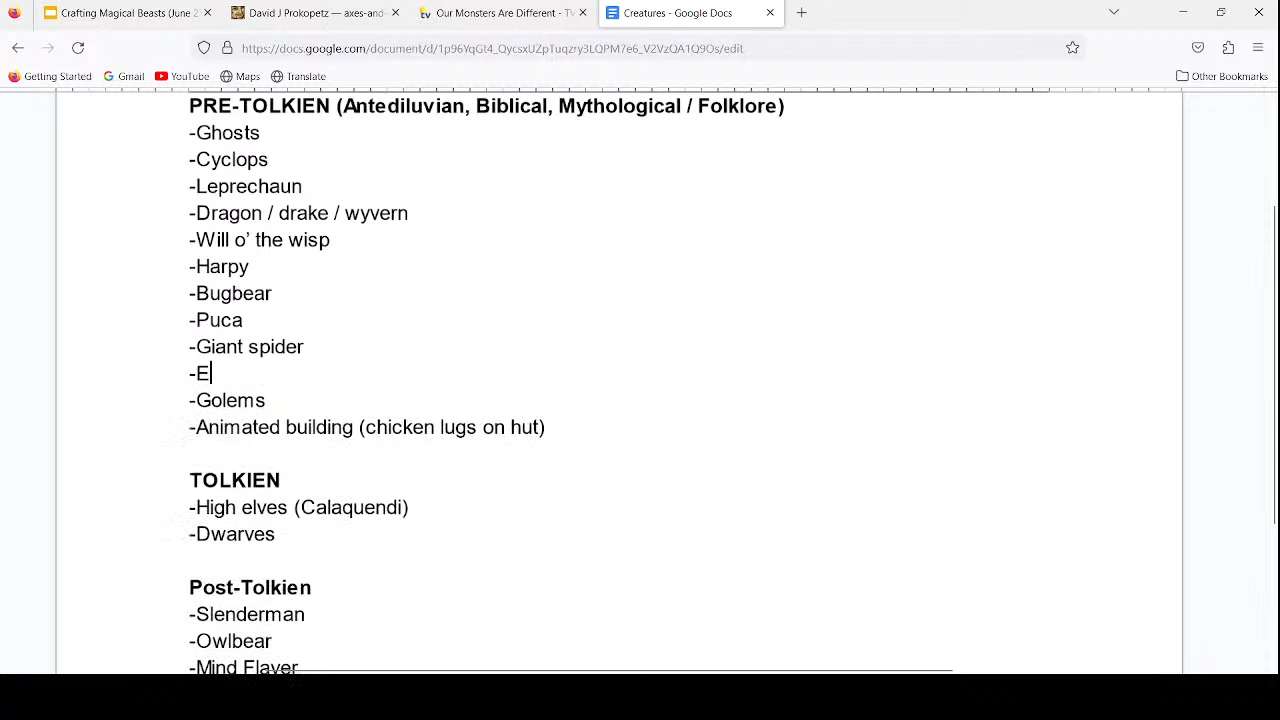 Crafting Magical Beasts (June 2
David J Prokopetz — axes-and-
tv Our Monsters Are Different - TV
Creatures - Google Docs
https://docs.google.com/document/d/1p96YqO4_QycsxUZpTuqzry3LQPM7e6_V2VzQA1Q9Os/edit
Getting Started Gmail YouTube Maps Translate Other Bookmarks
PRE-TOLKIEN (Antediluvian, Biblical, Mythological / Folklore)
-Ghosts
-Cyclops
-Leprechaun
-Dragon / drake / wyvern
-Will o’ the wisp
-Harpy
-Bugbear
-Puca
-Giant spider
-E
-Golems
-Animated building (chicken lugs on hut)
TOLKIEN
-High elves (Calaquendi)
-Dwarves
Post-Tolkien
-Slenderman
-Owlbear
-Mind Flayer